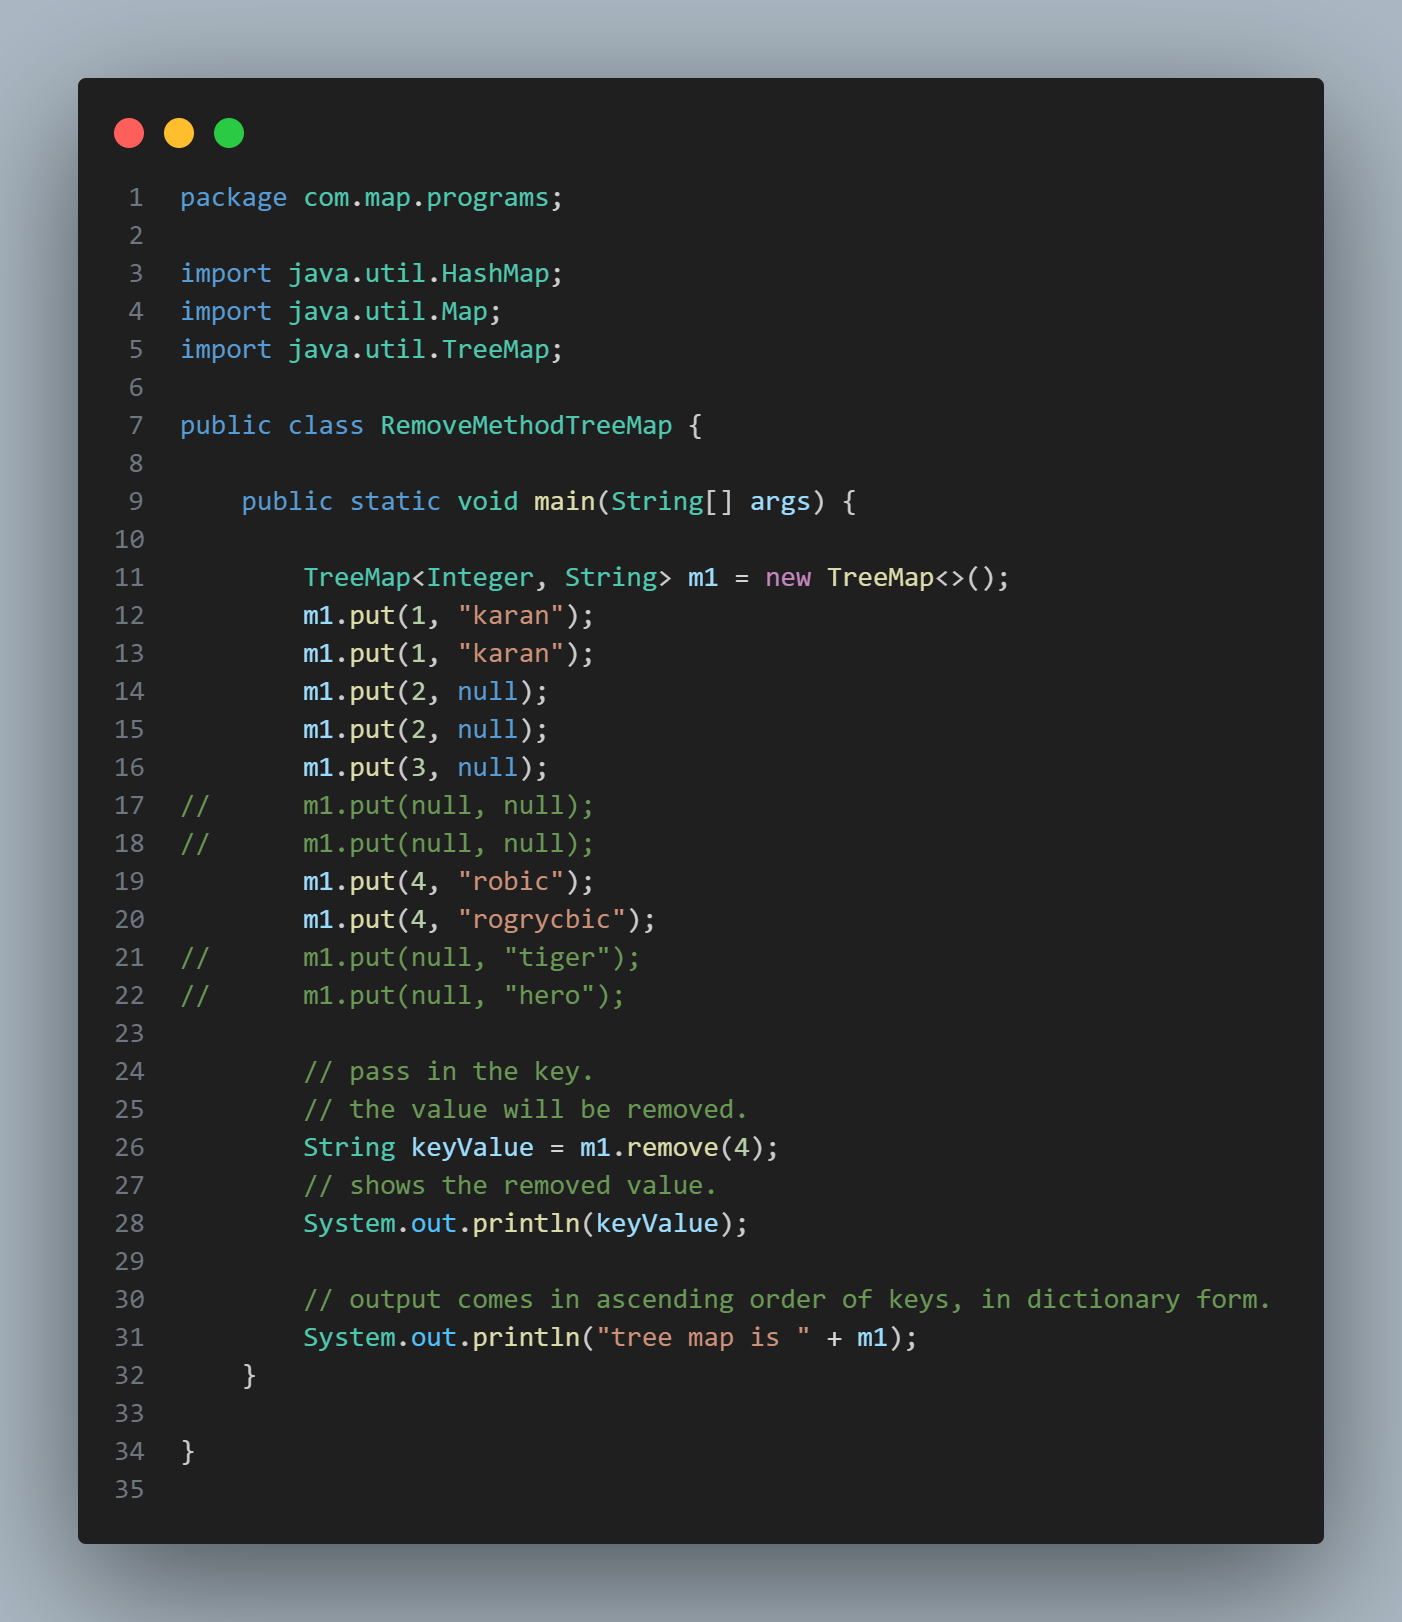 1 package com.map.programs;
2
3 import java.util.HashMap;
4 import java.util.Map;
5 import java.util.TreeMap;
6
7 public class RemoveMethodTreeMap {
8
9     public static void main(String[] args) {
10
11         TreeMap<Integer, String> m1 = new TreeMap<>();
12         m1.put(1, "karan");
13         m1.put(1, "karan");
14         m1.put(2, null);
15         m1.put(2, null);
16         m1.put(3, null);
17 //      m1.put(null, null);
18 //      m1.put(null, null);
19         m1.put(4, "robic");
20         m1.put(4, "rogrycbic");
21 //      m1.put(null, "tiger");
22 //      m1.put(null, "hero");
23
24         // pass in the key.
25         // the value will be removed.
26         String keyValue = m1.remove(4);
27         // shows the removed value.
28         System.out.println(keyValue);
29
30         // output comes in ascending order of keys, in dictionary form.
31         System.out.println("tree map is " + m1);
32     }
33
34 }
35